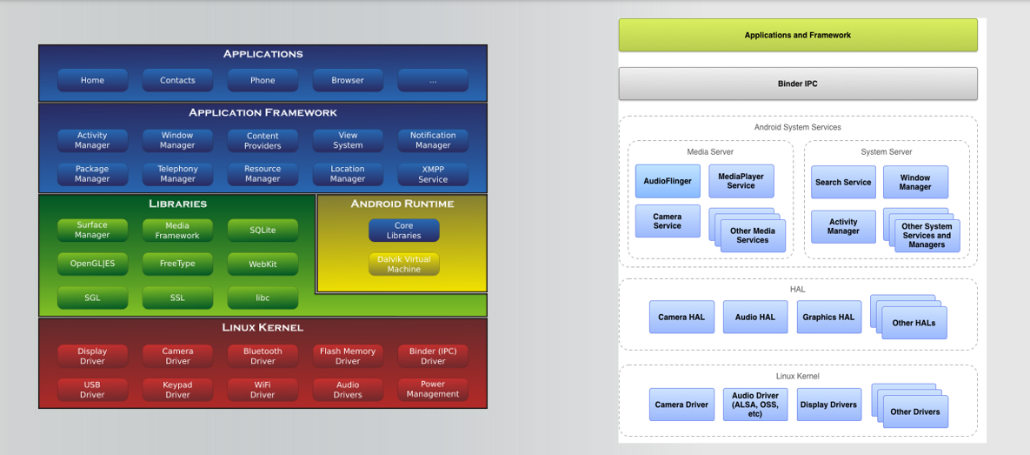 APPLICATIONS
Home
Contacts
Phone
Browser
...
APPLICATION FRAMEWORK
Activity
Manager
Window
Manager
Content
Providers
View
System
Notification
Manager
Package
Manager
Telephony
Manager
Resource
Manager
Location
Manager
XMPP
Service
LIBRARIES
Surface
Manager
Media
Framework
SQLite
OpenGL|ES
FreeType
WebKit
SGL
SSL
libc
ANDROID RUNTIME
Core
Libraries
Dalvik Virtual
Machine
LINUX KERNEL
Display
Driver
Camera
Driver
Bluetooth
Driver
Flash Memory
Driver
Binder (IPC)
Driver
USB
Driver
Keypad
Driver
WiFi
Driver
Audio
Drivers
Power
Management
Applications and Framework
Binder IPC
Android System Services
Media Server
AudioFlinger
MediaPlayer
Service
Camera
Service
Other Media
Services
System Server
Search Service
Window
Manager
Activity
Manager
Other System
Services and
Managers
HAL
Camera HAL
Audio HAL
Graphics HAL
Other HALs
Linux Kernel
Camera Driver
Audio Driver
(ALSA, OSS,
etc)
Display Drivers
Other Drivers